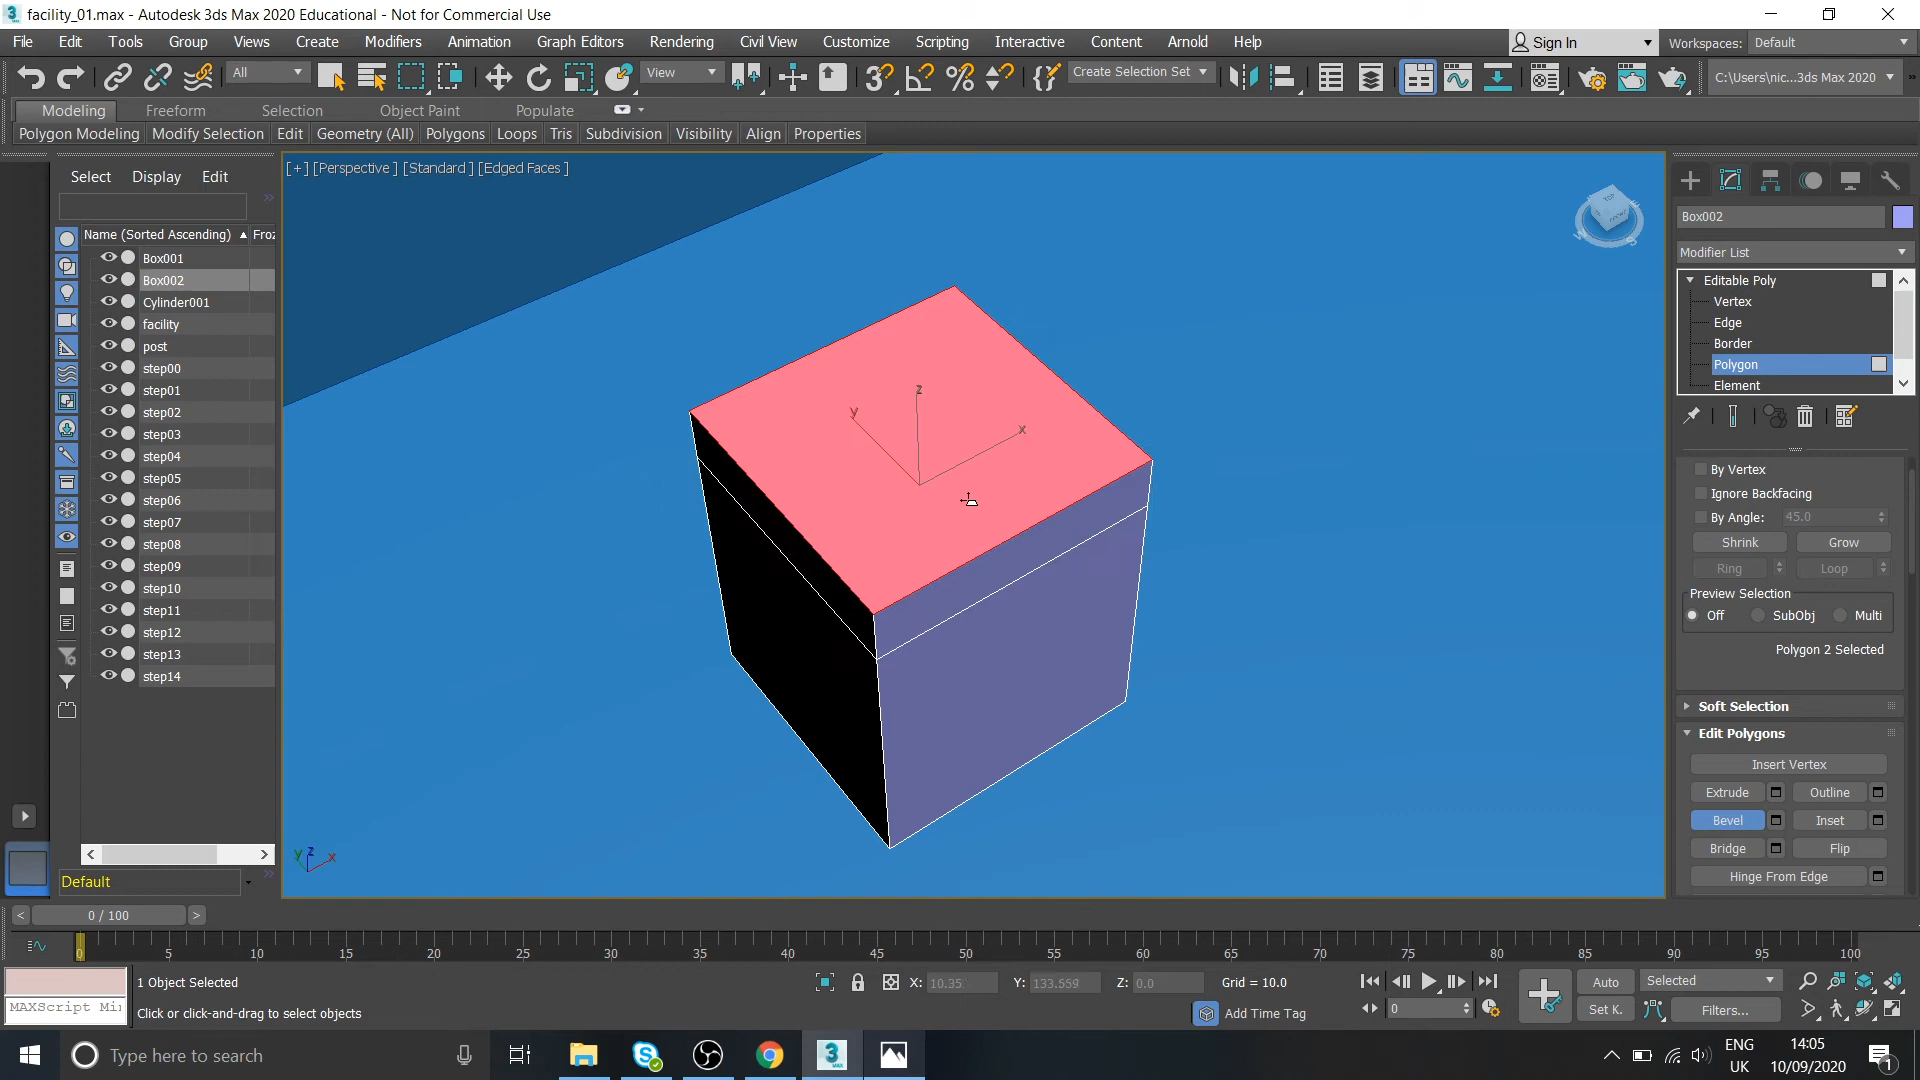 facility_01.max - Autodesk 3ds Max 2020 Educational - Not for Commercial Use
File Edit Tools Group Views Create Modifiers Animation Graph Editors Rendering Civil View Customize Scripting Interactive Content Arnold Help Sign In Workspaces: Default
All View Create Selection Set C:\Users\nic...3ds Max 2020
Modeling Freeform Selection Object Paint Populate
Polygon Modeling Modify Selection Edit Geometry (All) Polygons Loops Tris Subdivision Visibility Align Properties
[+] [Perspective ] [Standard ] [Edged Faces ]
Select Display Edit
Name (Sorted Ascending) Froz
Box001
Box002
Cylinder001
facility
post
step00
step01
step02
step03
step04
step05
step06
step07
step08
step09
step10
step11
step12
step13
step14
Default
TOP
z
y
x
y z x
Box002
Modifier List
Editable Poly
Vertex
Edge
Border
Polygon
Element
By Vertex
Ignore Backfacing
By Angle: 45.0
Shrink Grow
Ring Loop
Preview Selection
Off SubObj Multi
Polygon 2 Selected
Soft Selection
Edit Polygons
Insert Vertex
Extrude Outline
Bevel Inset
Bridge Flip
Hinge From Edge
0 / 100
0 5 10 15 20 25 30 35 40 45 50 55 60 65 70 75 80 85 90 95 100
1 Object Selected X: 10.35 Y: 133.559 Z: 0.0 Grid = 10.0 Auto Selected
MAXScript Mi
Click or click-and-drag to select objects Add Time Tag 0 Set K. Filters...
Type here to search
ENG
UK
14:05
10/09/2020
1